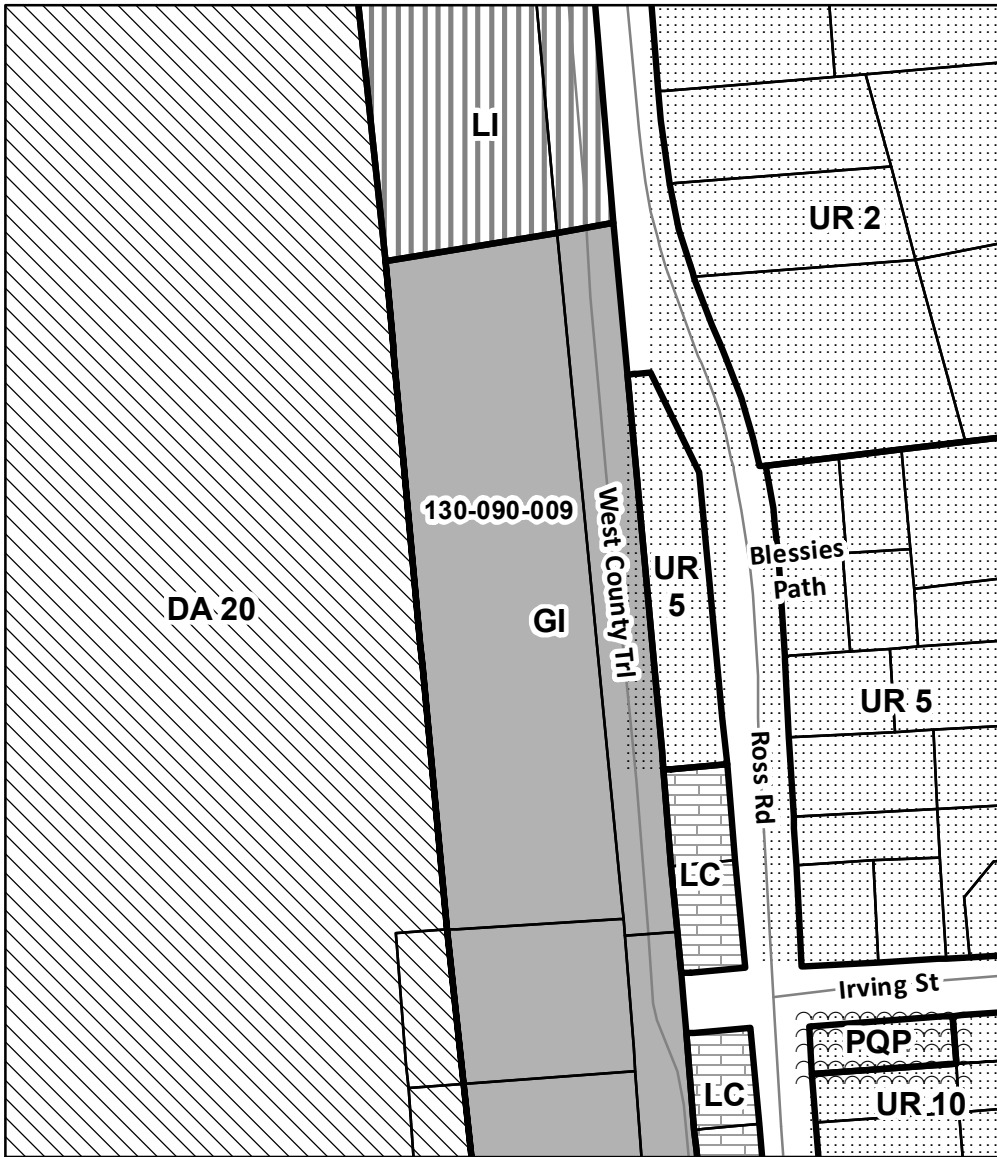 LI
UR 2
130-090-009
West County Trl
Blessies
Path
UR
5
DA 20
GI
UR 5
Ross Rd
LC
Irving St
PQP
LC
UR 10